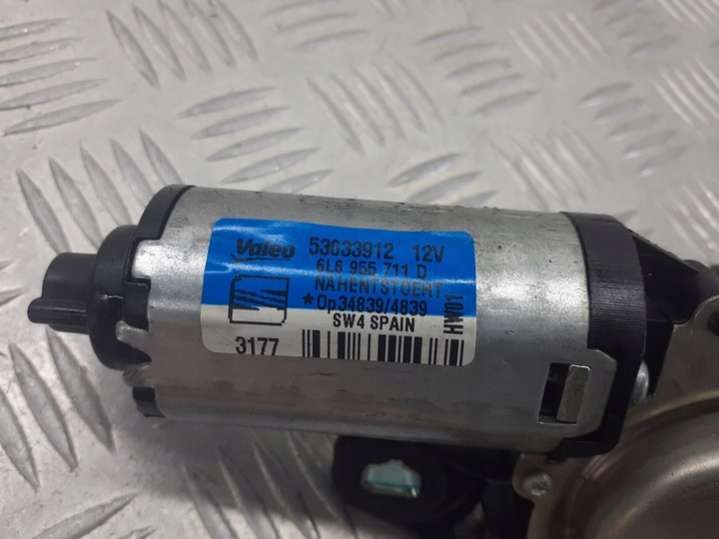 Valeo 53033912 12V
6L6 955 711 D
NAHENTSTOERT
*Op34839/4839
SW4 SPAIN
HW01
3177